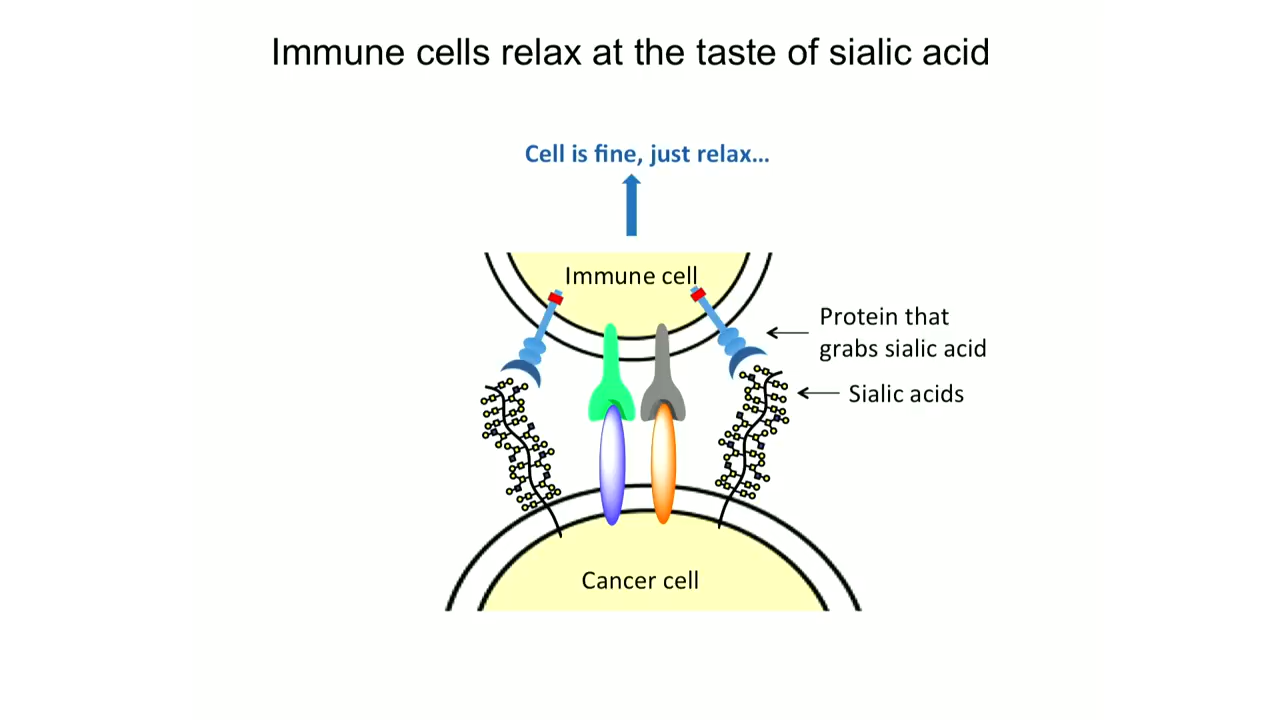 Immune cells relax at the taste of sialic acid
Cell is fine, just relax...
Immune cell
Protein that
grabs sialic acid
Sialic acids
Cancer cell